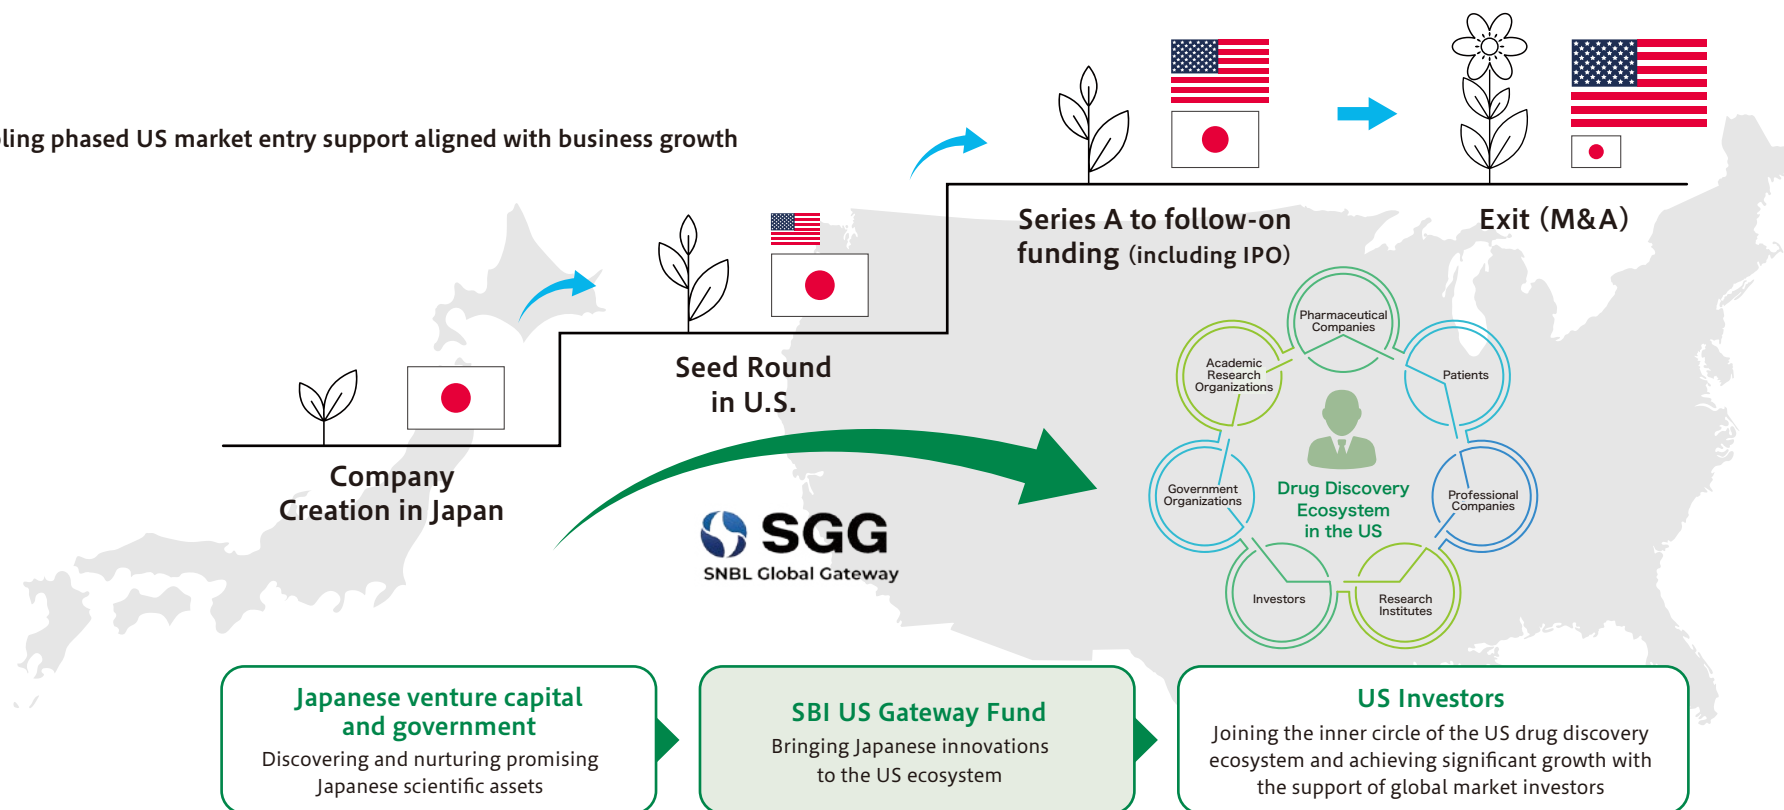 ling phased US market entry support aligned with business growth
Series A to follow-on
funding (including IPO)
Exit (M&A)
Seed Round
in U.S.
Company
Creation in Japan
SGG
SNBL Global Gateway
Pharmaceutical
Companies
Academic
Research
Organizations
Patients
Government
Organizations
Drug Discovery
Ecosystem
in the US
Professional
Companies
Investors
Research
Institutes
Japanese venture capital
and government
Discovering and nurturing promising
Japanese scientific assets
SBI US Gateway Fund
Bringing Japanese innovations
to the US ecosystem
US Investors
Joining the inner circle of the US drug discovery
ecosystem and achieving significant growth with
the support of global market investors